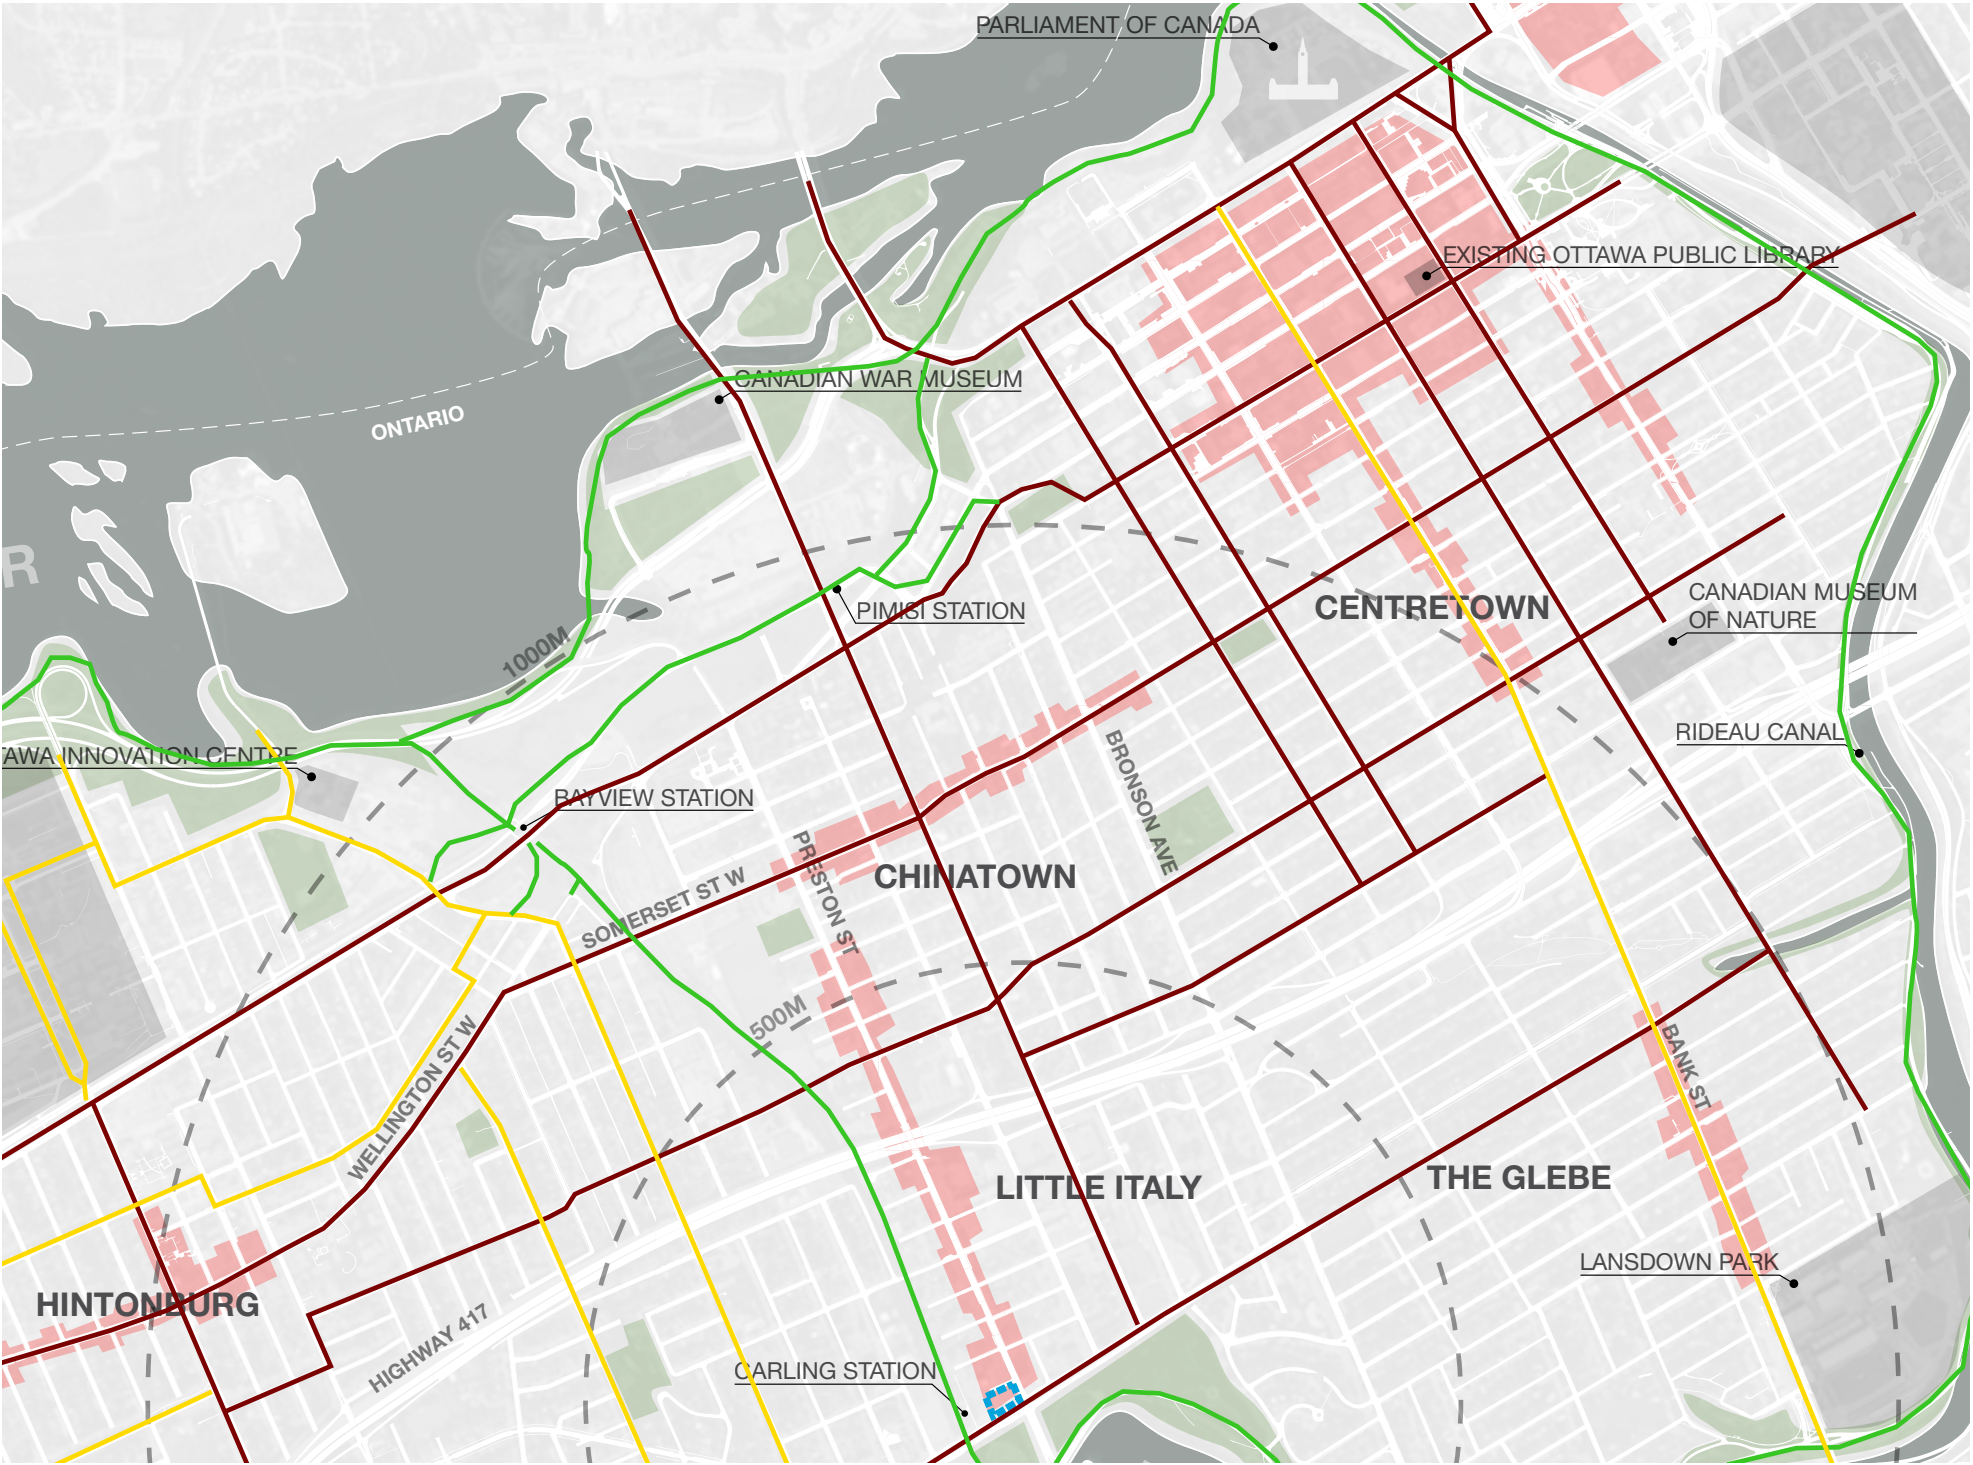 PARLIAMENT OF CANADA
EXISTING OTTAWA PUBLIC LIBRARY
CANADIAN WAR MUSEUM
ONTARIO
R
PIMISI STATION
CENTRETOWN
CANADIAN MUSEUM
OF NATURE
1000M
RIDEAU CANAL
TAWA INNOVATION CENTRE
BAYVIEW STATION
BRONSON AVE
PRESTON ST
CHINATOWN
SOMERSET ST W
500M
WELLINGTON ST W
BANK ST
LITTLE ITALY
THE GLEBE
LANSDOWN PARK
HINTONBURG
HIGHWAY 417
CARLING STATION